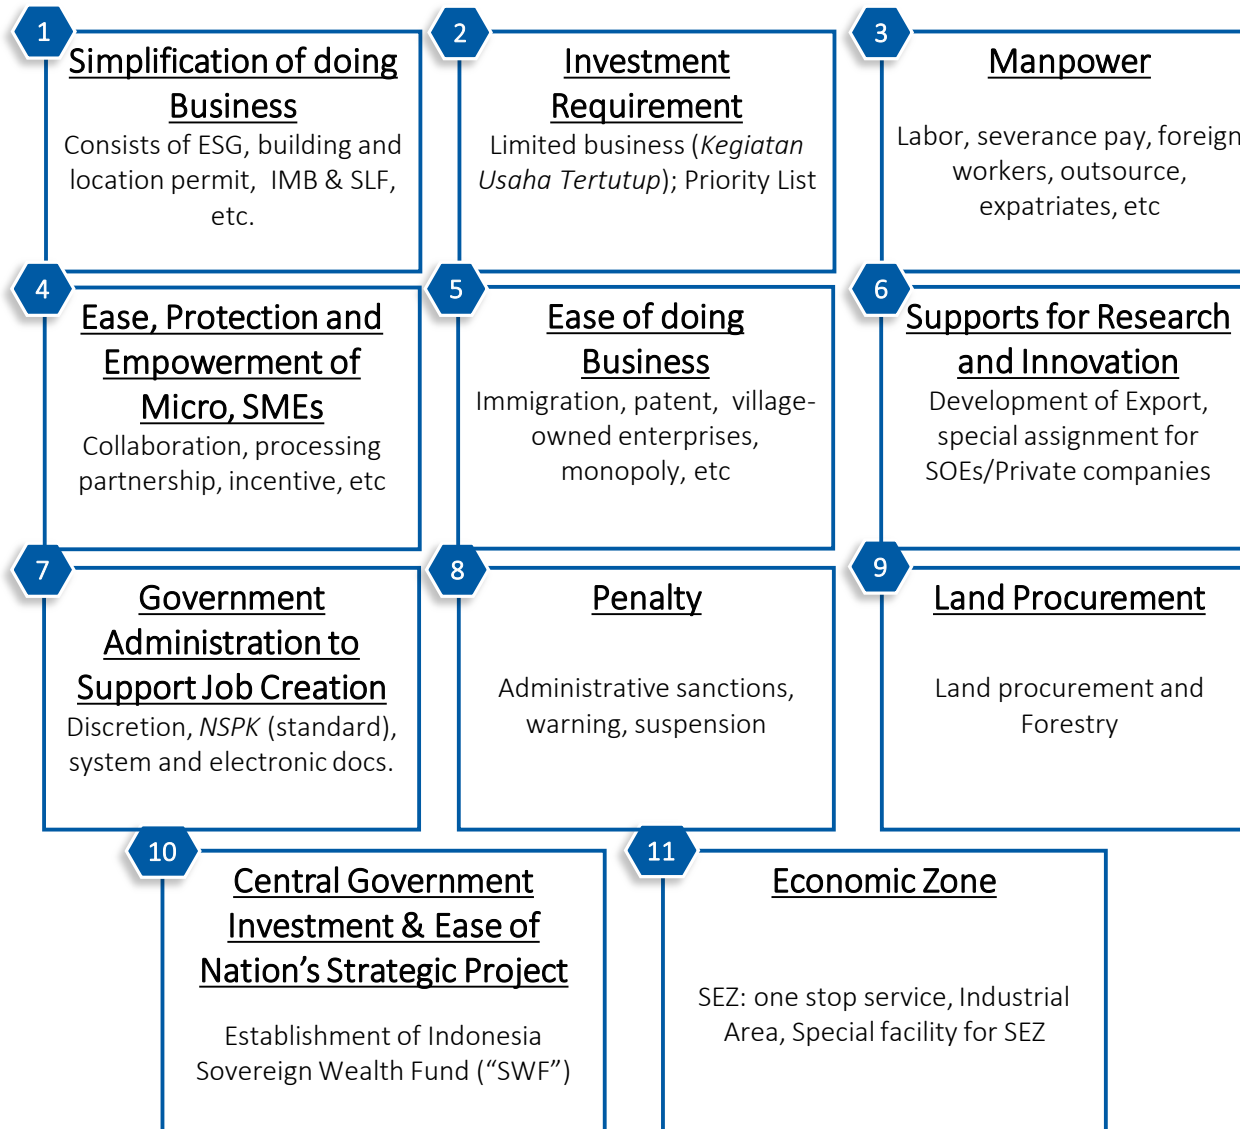 1
Simplification of doing
Business
Consists of ESG, building and
location permit, IMB & SLF,
etc.
2
Investment
Requirement
Limited business (Kegiatan
Usaha Tertutup); Priority List
3
Manpower
Labor, severance pay, foreign
workers, outsource,
expatriates, etc
4
Ease, Protection and
Empowerment of
Micro, SMEs
Collaboration, processing
partnership, incentive, etc
5
Ease of doing
Business
Immigration, patent, village-
owned enterprises,
monopoly, etc
6
Supports for Research
and Innovation
Development of Export,
special assignment for
SOEs/Private companies
7
Government
Administration to
Support Job Creation
Discretion, NSPK (standard),
system and electronic docs.
8
Penalty
Administrative sanctions,
warning, suspension
9
Land Procurement
Land procurement and
Forestry
10
Central Government
Investment & Ease of
Nation’s Strategic Project
Establishment of Indonesia
Sovereign Wealth Fund (“SWF”)
11
Economic Zone
SEZ: one stop service, Industrial
Area, Special facility for SEZ